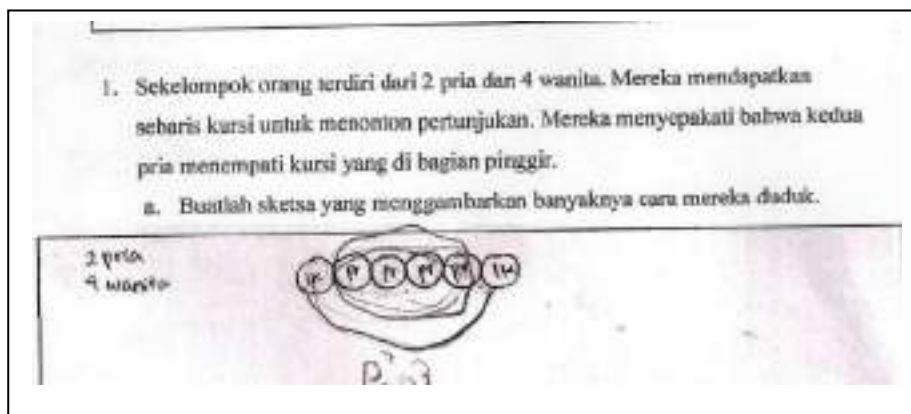 1. Sekelompok orang terdiri dari 2 pria dan 4 wanita. Mereka mendapatkan
sebaris kursi untuk menonton pertunjukan. Mereka menyepakati bahwa kedua
pria menempati kursi yang di bagian pinggir.
a. Buatlah sketsa yang menggambarkan banyaknya cara mereka duduk.
2 pria
4 wanita